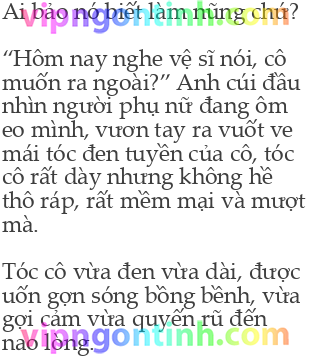 Ai bảo nó biết làm nũng chứ?
vipngontinh.com
“Hôm nay nghe vệ sĩ nói, cô
muốn ra ngoài?” Anh cúi đầu
nhìn người phụ nữ đang ôm
eo mình, vươn tay ra vuốt ve
mái tóc đen tuyền của cô, tóc
cô rất dày nhưng không hề
thô ráp, rất mềm mại và mượt
mà.
Tóc cô vừa đen vừa dài, được
uốn gợn sóng bồng bềnh, vừa
gợi cảm vừa quyến rũ đến
vipngontinh.com
nao lòng.